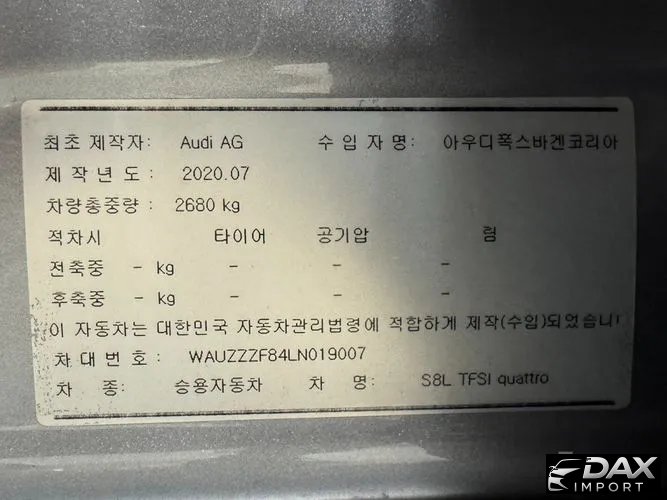 최초 제작자: Audi AG 수 입 자 명: 아우디폭스바겐코리아
제 작 년 도 : 2020.07
차량총중량 : 2680 kg
적차시 타이어 공기압 림
전축중 - kg - - -
후축중 - kg - - -
이 자동차는 대한민국 자동차관리법령에 적합하게 제작(수입)되었습니
차 대 번 호 : WAUZZZF84LN019007
차 종: 승용자동차 차 명: S8L TFSI quattro
DAX
IMPORT